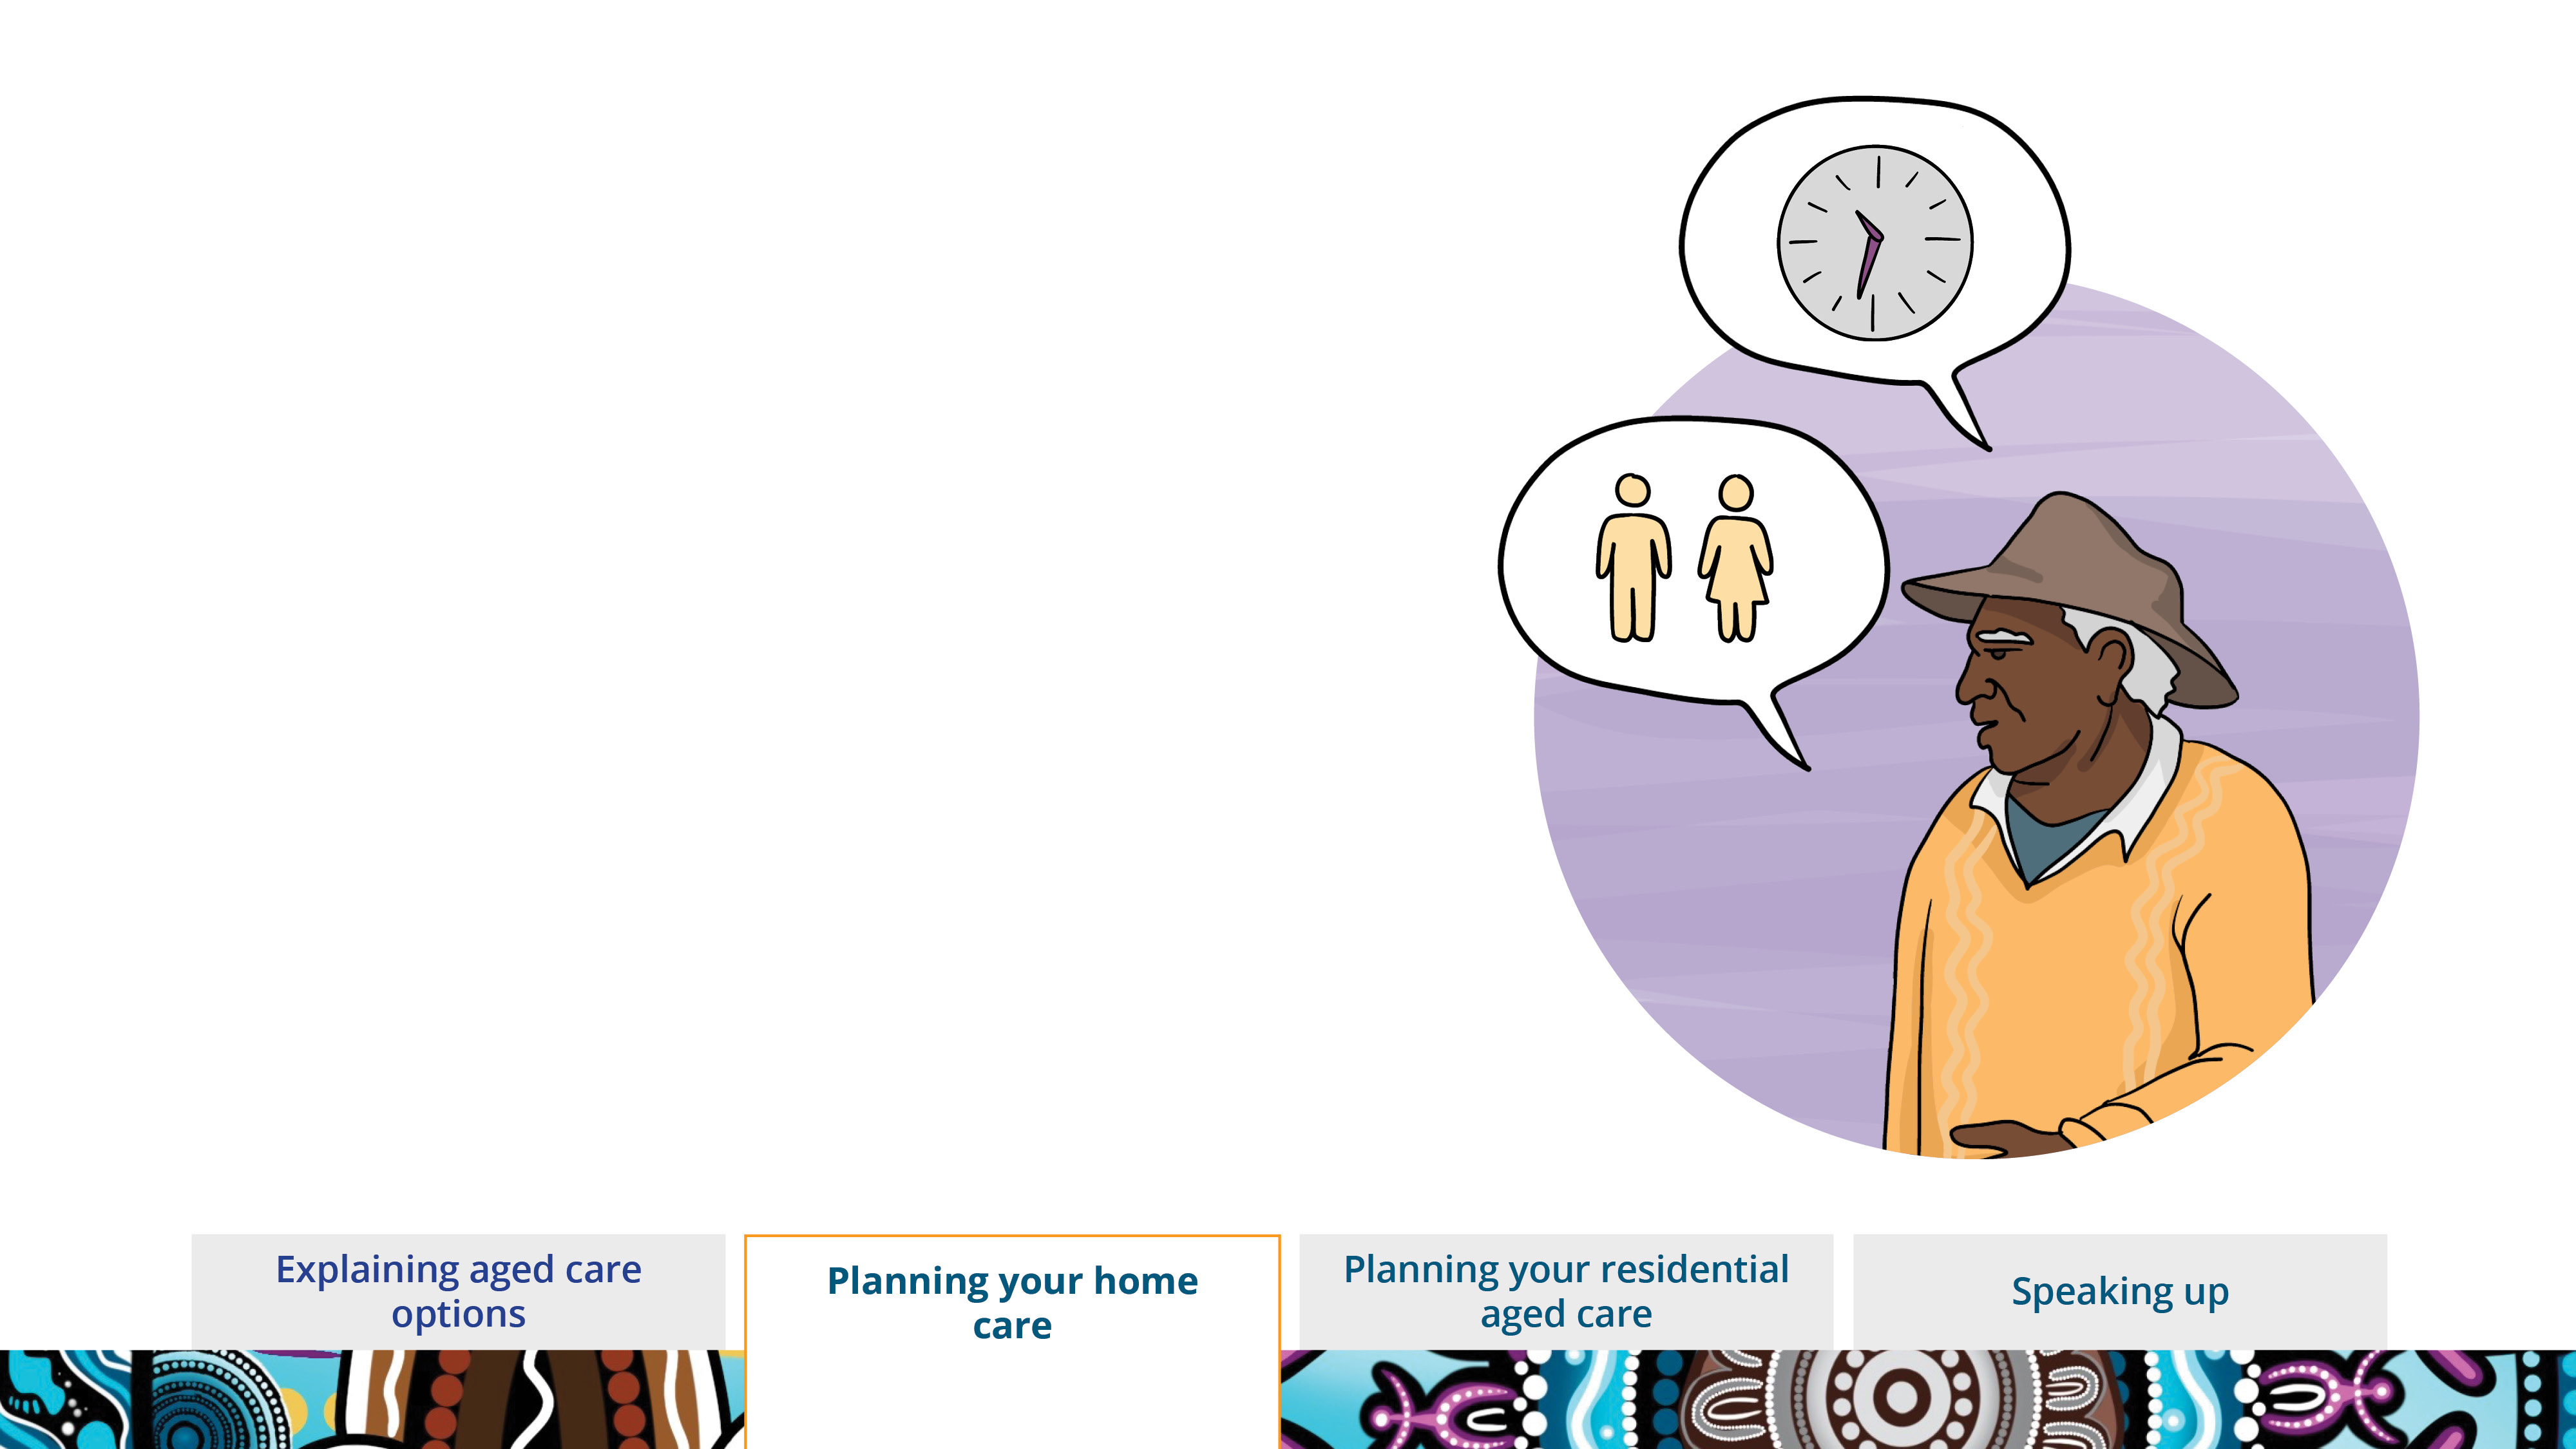 Explaining aged care
options
Planning your home
care
Planning your residential
aged care
Speaking up